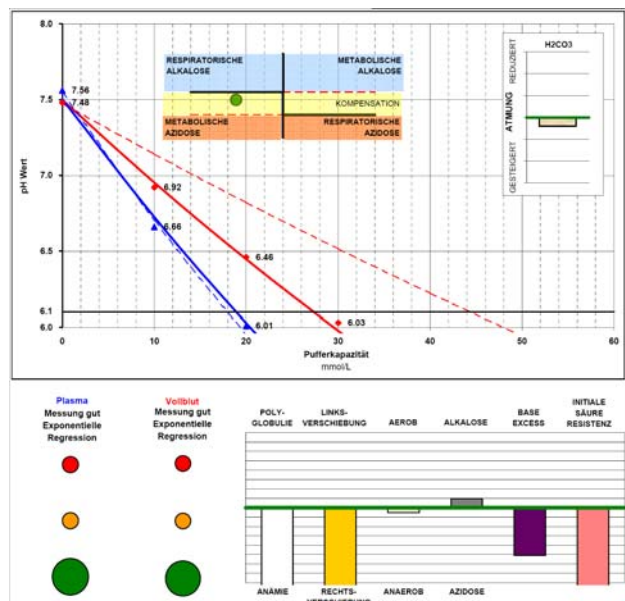 8.0
7.5
7.0
6.5
6.1
6.0
pH Wert
7.56
7.48
6.92
6.66
6.46
6.01
6.03
0
10
20
30
40
50
60
Pufferkapazität
mmol/L
RESPIRATORISCHE
ALKALOSE
METABOLISCHE
ALKALOSE
KOMPENSATION
METABOLISCHE
AZIDOSE
RESPIRATORISCHE
AZIDOSE
H2CO3
REDUZIERT
ATMUNG
GESTEIGERT
Plasma
Messung gut
Exponentielle
Regression
Vollblut
Messung gut
Exponentielle
Regression
POLY-
GLOBULIE
LINKS-
VERSCHIEBUNG
AEROB
ALKALOSE
BASE
EXCESS
INITIALE
SÄURE
RESISTENZ
ANÄMIE
RECHTS-
ANAEROB
AZIDOSE